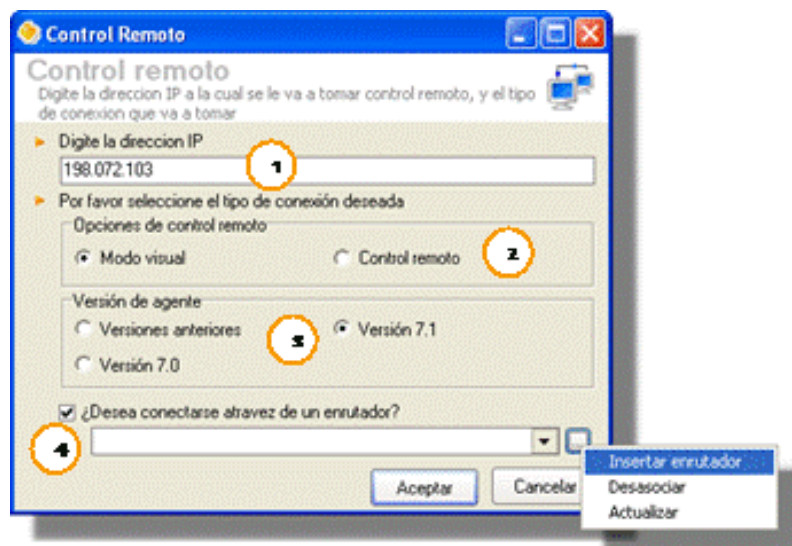 Control Remoto
Control remoto
Digite la direccion IP a la cual se le va a tomar control remoto, y el tipo
de conexion que va a tomar
Digite la direccion IP
198.072.103
1
Por favor seleccione el tipo de conexión deseada
Opciones de control remoto
Modo visual
Control remoto
2
Versión de agente
Versiones anteriores
3
Versión 7.1
Versión 7.0
¿Desea conectarse atravez de un enrutador?
4
...
Insertar enrutador
Desasociar
Actualizar
Aceptar
Cancelar